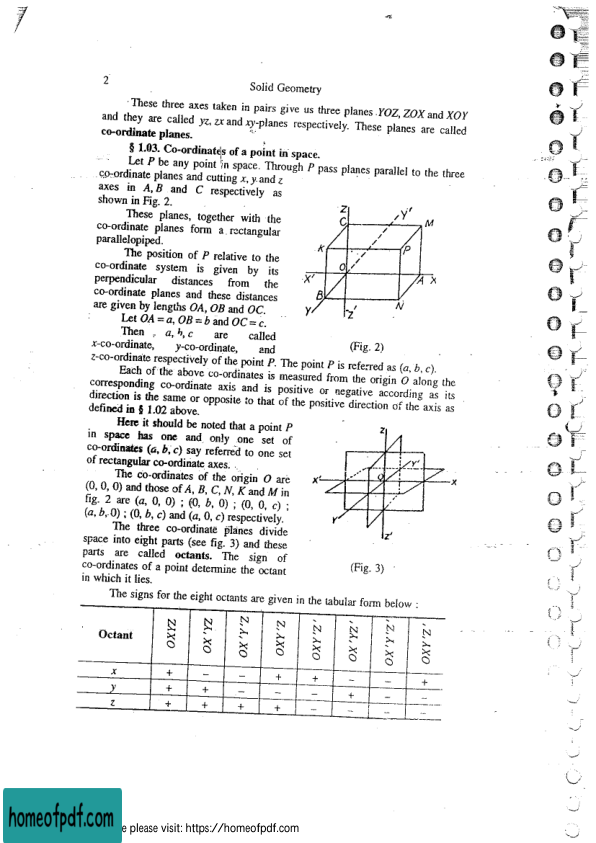 2
Solid Geometry
These three axes taken in pairs give us three planes YOZ, ZOX and XOY
and they are called yz, zx and xy-planes respectively. These planes are called
co-ordinate planes.
§ 1.03. Co-ordinates of a point in space.
Let P be any point in space. Through P pass planes parallel to the three
co-ordinate planes and cutting x, y and z
axes in A, B and C respectively as
shown in Fig. 2.
These planes, together with the
co-ordinate planes form a rectangular
parallelopiped.
The position of P relative to the
co-ordinate system is given by its
perpendicular distances from the
co-ordinate planes and these distances
are given by lengths OA, OB and OC.
Let OA = a, OB = b and OC = c.
Then, a, b, c are called
x-co-ordinate, y-co-ordinate, and
z-co-ordinate respectively of the point P. The point P is referred as (a, b, c).
Z
C
Y'
M
K
P
X'
O
A X
B
Y
Z'
N
(Fig. 2)
Each of the above co-ordinates is measured from the origin O along the
corresponding co-ordinate axis and is positive or negative according as its
direction is the same or opposite to that of the positive direction of the axis as
defined in § 1.02 above.
Here it should be noted that a point P
in space has one and only one set of
co-ordinates (a, b, c) say referred to one set
of rectangular co-ordinate axes.
The co-ordinates of the origin O are
(0, 0, 0) and those of A, B, C, N, K and M in
fig. 2 are (a, 0, 0) ; (0, b, 0) ; (0, 0, c) ;
(a, b, 0) ; (0, b, c) and (a, 0, c) respectively.
The three co-ordinate planes divide
space into eight parts (see fig. 3) and these
parts are called octants. The sign of
co-ordinates of a point determine the octant
in which it lies.
Z
X'
Y'
O
X
Y
Z'
(Fig. 3)
The signs for the eight octants are given in the tabular form below :
Octant OXYZ OX'YZ OX'Y'Z OXY'Z OXY'Z' OX'YZ' OX'Y'Z' OXYZ'
x + − − + + − − +
y + + − − − + − −
z + + + + − − − −
homeofpdf.com
e please visit: https://homeofpdf.com